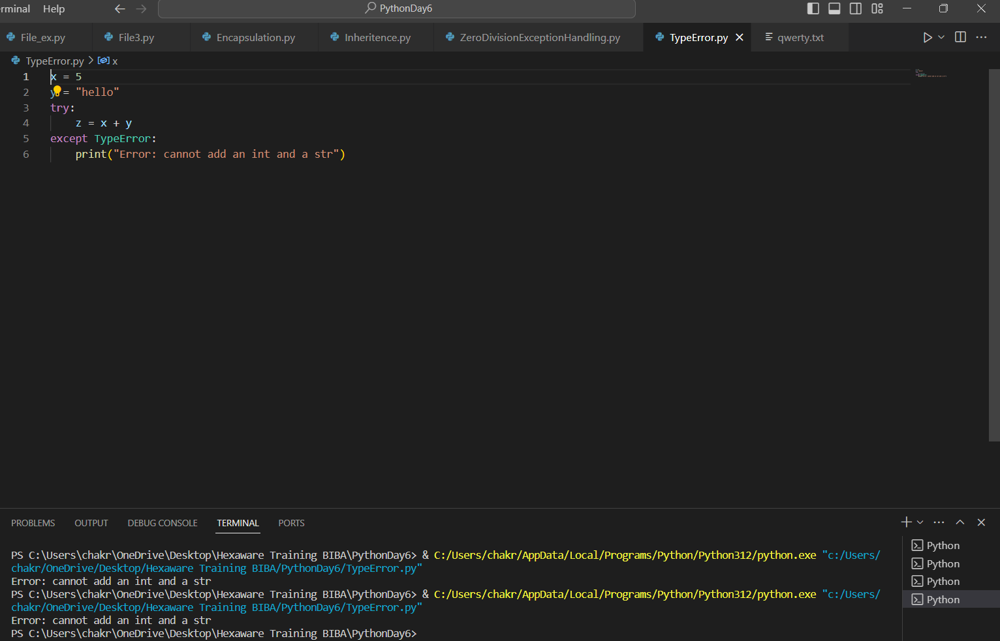 rminal Help PythonDay6
File_ex.py File3.py Encapsulation.py Inheritence.py ZeroDivisionExceptionHandling.py TypeError.py qwerty.txt
TypeError.py > x
1 x = 5
2 y = "hello"
3 try:
4 z = x + y
5 except TypeError:
6 print("Error: cannot add an int and a str")
PROBLEMS OUTPUT DEBUG CONSOLE TERMINAL PORTS
PS C:\Users\chakr\OneDrive\Desktop\Hexaware Training BIBA\PythonDay6> & C:/Users/chakr/AppData/Local/Programs/Python/Python312/python.exe "c:/Users/
chakr/OneDrive/Desktop/Hexaware Training BIBA/PythonDay6/TypeError.py"
Error: cannot add an int and a str
PS C:\Users\chakr\OneDrive\Desktop\Hexaware Training BIBA\PythonDay6> & C:/Users/chakr/AppData/Local/Programs/Python/Python312/python.exe "c:/Users/
chakr/OneDrive/Desktop/Hexaware Training BIBA/PythonDay6/TypeError.py"
Error: cannot add an int and a str
PS C:\Users\chakr\OneDrive\Desktop\Hexaware Training BIBA\PythonDay6>
Python
Python
Python
Python